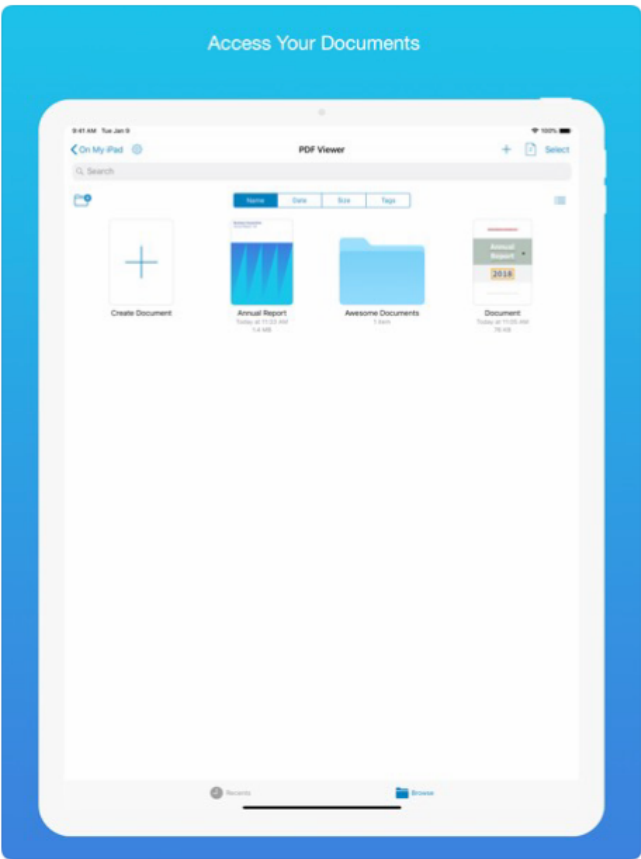 Access Your Documents
9:41 AM Tue Jan 9
100%
On My iPad
PDF Viewer
Select
Search
Name Date Size Tags
Create Document
Annual Report
Today at 11:03 AM
1.4 MB
Awesome Documents
1 item
Annual
Report
2018
Document
Today at 11:05 AM
78 KB
Recents
Browse